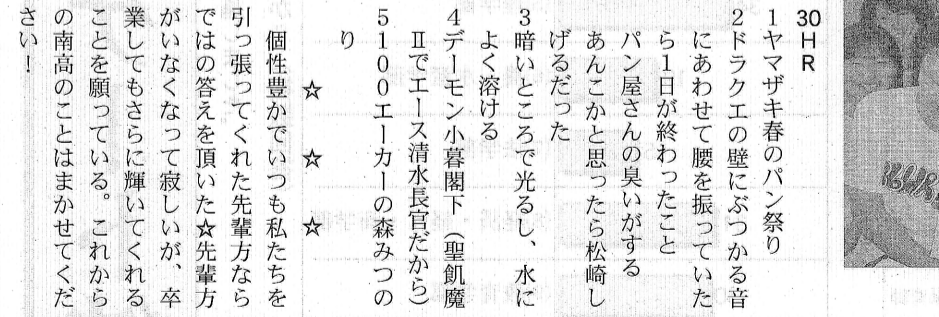 30HR
1ヤマザキ春のパン祭り
2ドラクエの壁にぶつかる音
にあわせて腰を振っていた
ら1日が終わったこと
パン屋さんの臭いがする
あんこかと思ったら松崎し
げるだった
3暗いところで光るし、水に
よく溶ける
4デーモン小暮閣下(聖飢魔
Ⅱでエース清水長官だから)
5100エーカーの森みつの
り
☆ ☆ ☆
個性豊かでいつも私たちを
引っ張ってくれた先輩方なら
ではの答えを頂いた☆先輩方
がいなくなって寂しいが、卒
業してもさらに輝いてくれる
ことを願っている。これから
の南高のことはまかせてくだ
さい!